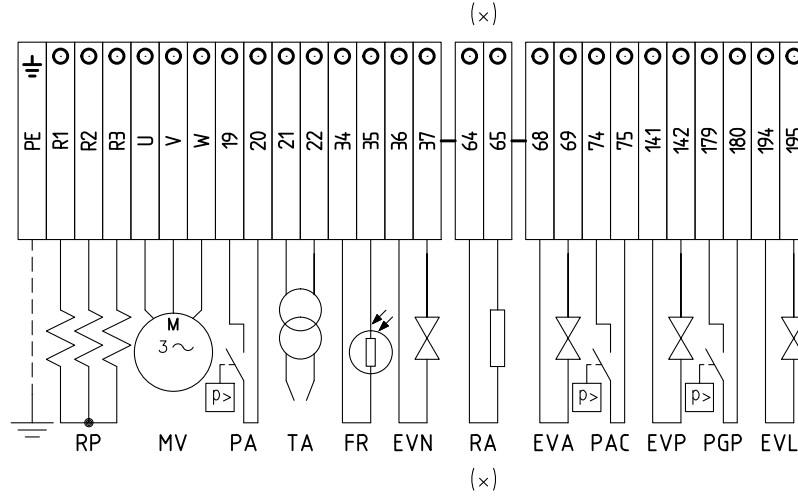 (x)
PE R1 R2 R3 U V W 19 20 21 22 34 35 36 37 64 65 68 69 74 75 141 142 179 180 194 195
M
3~
p> p> p>
RP MV PA TA FR EVN RA EVA PAC EVP PGP EVL
(x)